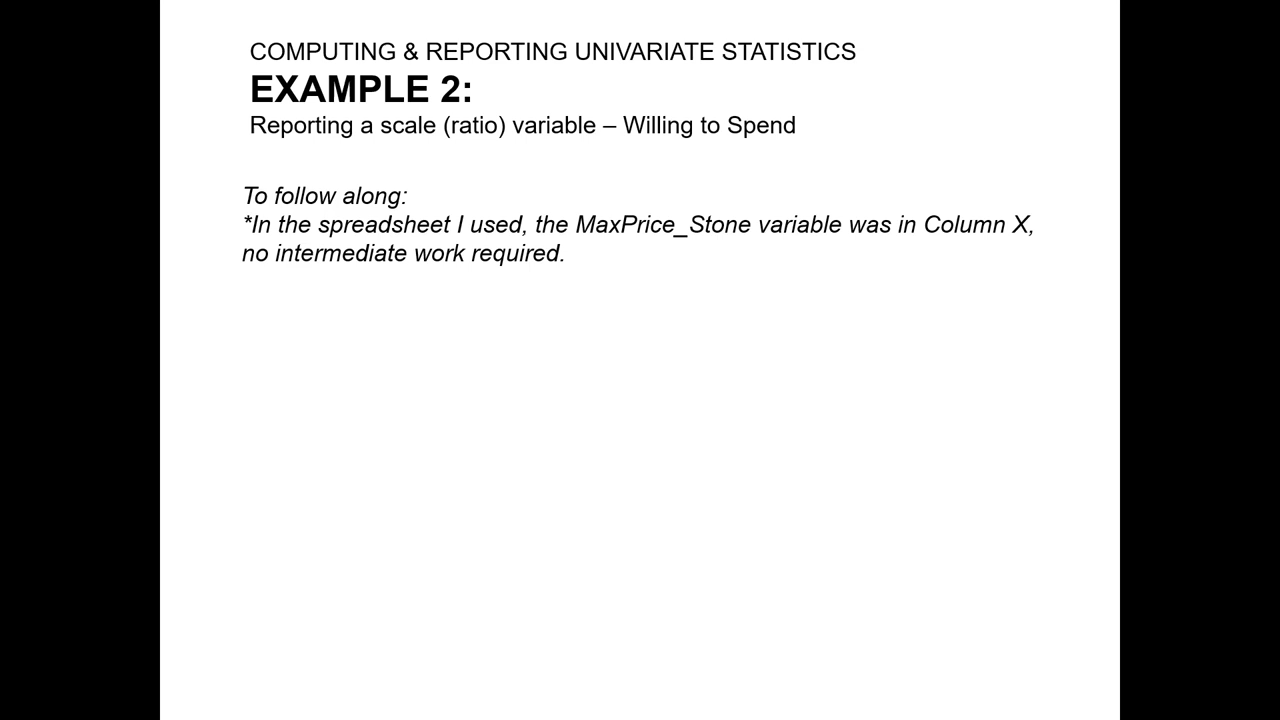 COMPUTING & REPORTING UNIVARIATE STATISTICS
EXAMPLE 2:
Reporting a scale (ratio) variable – Willing to Spend
To follow along:
*In the spreadsheet I used, the MaxPrice_Stone variable was in Column X,
no intermediate work required.